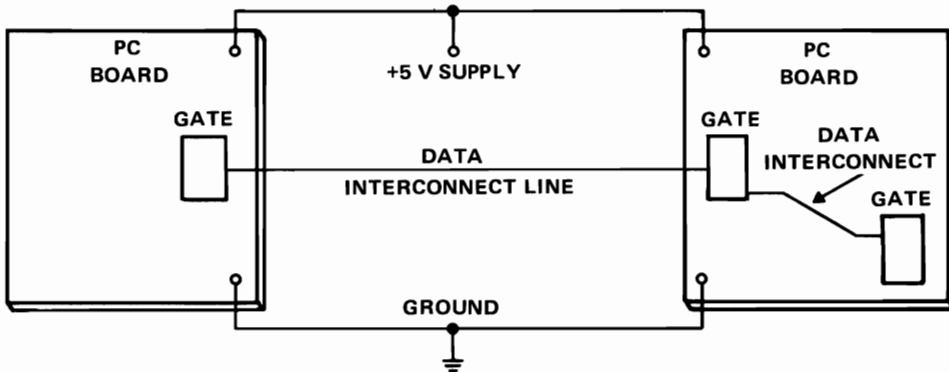 PC
BOARD
+5 V SUPPLY
PC
BOARD
GATE
DATA
INTERCONNECT LINE
GATE
DATA
INTERCONNECT
GATE
GROUND